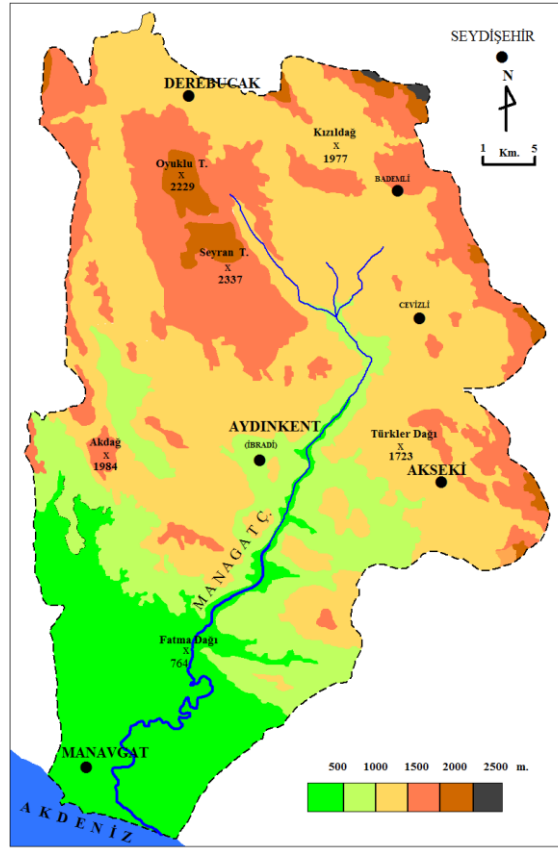 SEYDİŞEHİR
N
1 5
Km.
DEREBUCAK
Kızıldağ
x
1977
Oyuklu T.
x
2229
BADEMLİ
Seyran T.
x
2337
CEVİZLİ
AYDINKENT
(İBRADİ)
Türkler Dağı
x
1723
Akdağ
x
1984
AKSEKİ
MANAGAT Ç.
Fatma Dağı
x
764
MANAVGAT
AKDENİZ
500 1000 1500 2000 2500 m.